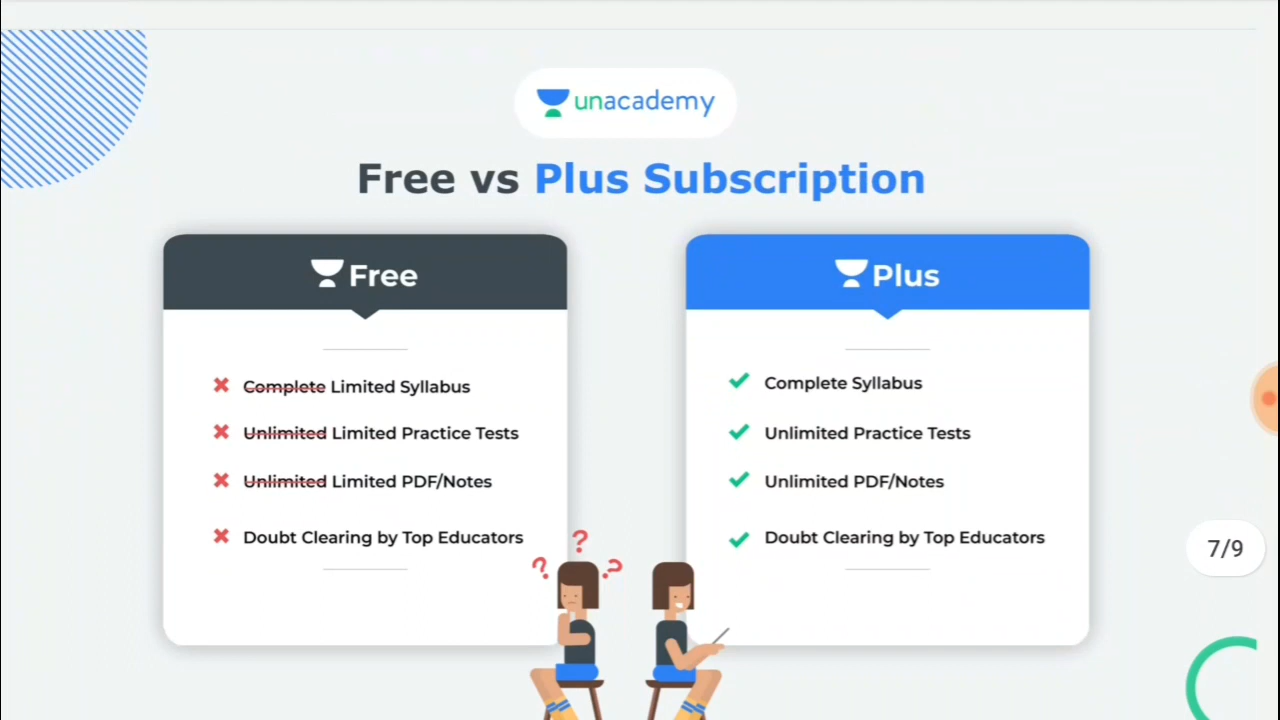 unacademy
Free vs Plus Subscription
Free
Complete Limited Syllabus
Unlimited Limited Practice Tests
Unlimited Limited PDF/Notes
Doubt Clearing by Top Educators
Plus
Complete Syllabus
Unlimited Practice Tests
Unlimited PDF/Notes
Doubt Clearing by Top Educators
? ? ?
7/9